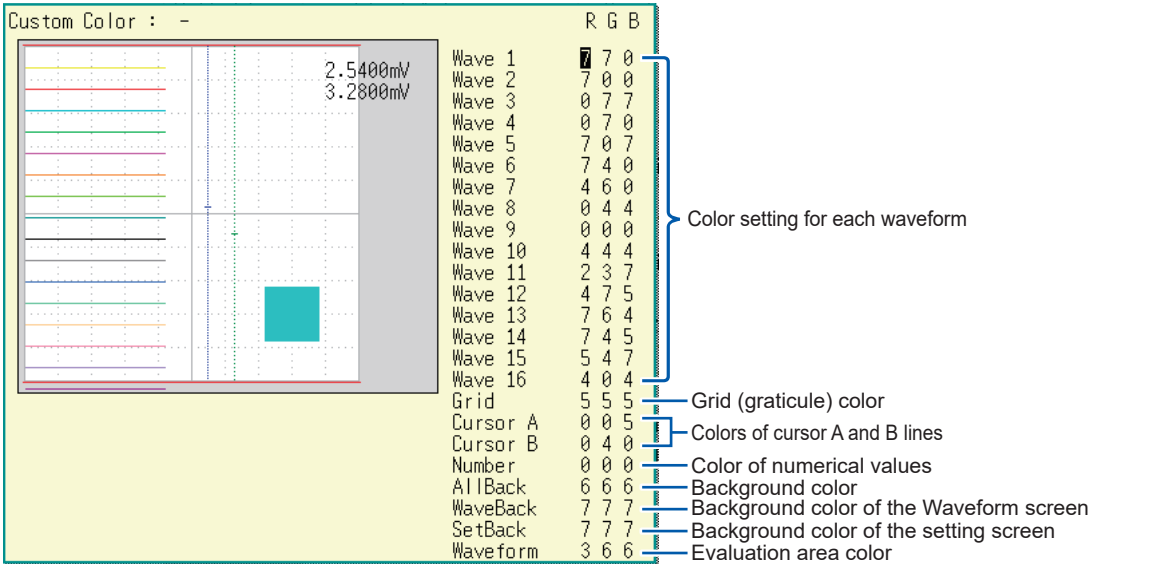 Custom Color : -
R G B
2.5400mV
3.2800mV
Wave 1 7 7 0
Wave 2 7 0 0
Wave 3 0 7 7
Wave 4 0 7 0
Wave 5 7 0 7
Wave 6 7 4 0
Wave 7 4 6 0
Wave 8 0 4 4
Wave 9 0 0 0
Wave 10 4 4 4
Wave 11 2 3 7
Wave 12 4 7 5
Wave 13 7 6 4
Wave 14 7 4 5
Wave 15 5 4 7
Wave 16 4 0 4
Color setting for each waveform
Grid 5 5 5
Grid (graticule) color
Cursor A 0 0 5
Cursor B 0 4 0
Colors of cursor A and B lines
Number 0 0 0
Color of numerical values
AllBack 6 6 6
Background color
WaveBack 7 7 7
Background color of the Waveform screen
SetBack 7 7 7
Background color of the setting screen
Waveform 3 6 6
Evaluation area color